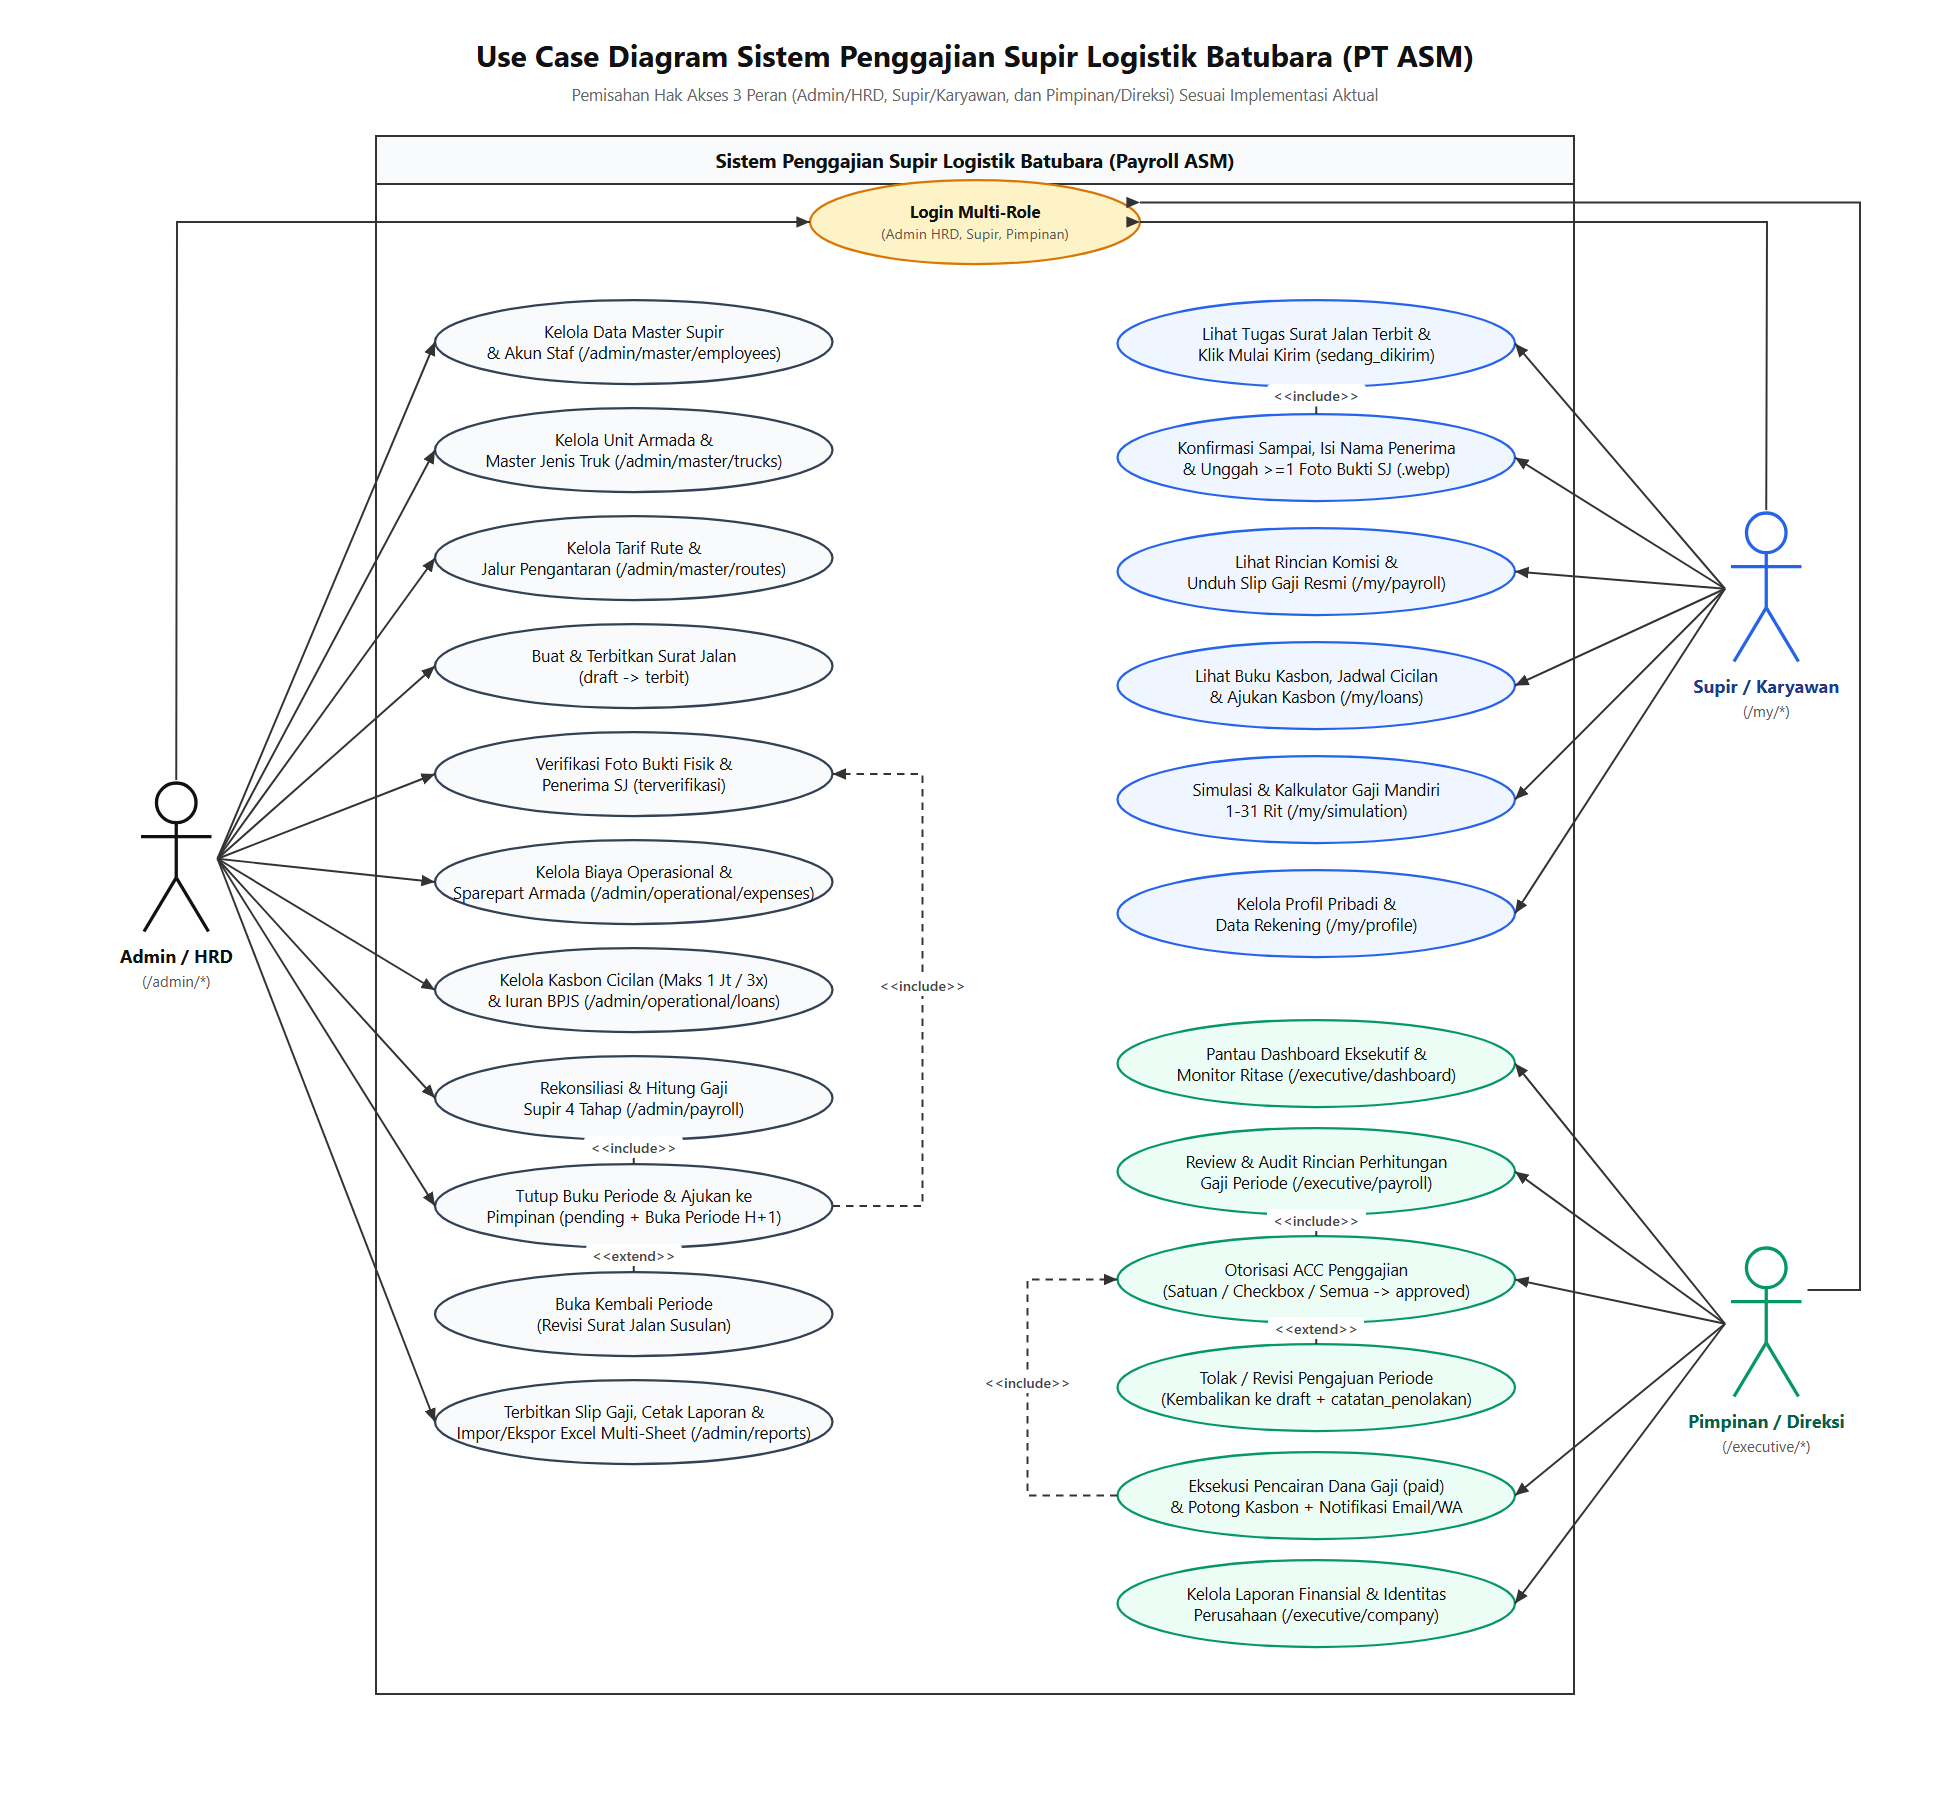 Use Case Diagram Sistem Penggajian Supir Logistik Batubara (PT ASM)
Pemisahan Hak Akses 3 Peran (Admin/HRD, Supir/Karyawan, dan Pimpinan/Direksi) Sesuai Implementasi Aktual
Sistem Penggajian Supir Logistik Batubara (Payroll ASM)
Login Multi-Role
(Admin HRD, Supir, Pimpinan)
Kelola Data Master Supir
& Akun Staf (/admin/master/employees)
Kelola Unit Armada &
Master Jenis Truk (/admin/master/trucks)
Kelola Tarif Rute &
Jalur Pengantaran (/admin/master/routes)
Buat & Terbitkan Surat Jalan
(draft -> terbit)
Verifikasi Foto Bukti Fisik &
Penerima SJ (terverifikasi)
Kelola Biaya Operasional &
Sparepart Armada (/admin/operational/expenses)
Kelola Kasbon Cicilan (Maks 1 Jt / 3x)
& Iuran BPJS (/admin/operational/loans)
Rekonsiliasi & Hitung Gaji
Supir 4 Tahap (/admin/payroll)
<<include>>
Tutup Buku Periode & Ajukan ke
Pimpinan (pending + Buka Periode H+1)
<<extend>>
Buka Kembali Periode
(Revisi Surat Jalan Susulan)
Terbitkan Slip Gaji, Cetak Laporan &
Impor/Ekspor Excel Multi-Sheet (/admin/reports)
Admin / HRD
(/admin/*)
<<include>>
<<include>>
Lihat Tugas Surat Jalan Terbit &
Klik Mulai Kirim (sedang_dikirim)
<<include>>
Konfirmasi Sampai, Isi Nama Penerima
& Unggah >=1 Foto Bukti SJ (.webp)
Lihat Rincian Komisi &
Unduh Slip Gaji Resmi (/my/payroll)
Lihat Buku Kasbon, Jadwal Cicilan
& Ajukan Kasbon (/my/loans)
Simulasi & Kalkulator Gaji Mandiri
1-31 Rit (/my/simulation)
Kelola Profil Pribadi &
Data Rekening (/my/profile)
Supir / Karyawan
(/my/*)
Pantau Dashboard Eksekutif &
Monitor Ritase (/executive/dashboard)
Review & Audit Rincian Perhitungan
Gaji Periode (/executive/payroll)
<<include>>
Otorisasi ACC Penggajian
(Satuan / Checkbox / Semua -> approved)
<<extend>>
Tolak / Revisi Pengajuan Periode
(Kembalikan ke draft + catatan_penolakan)
Eksekusi Pencairan Dana Gaji (paid)
& Potong Kasbon + Notifikasi Email/WA
Kelola Laporan Finansial & Identitas
Perusahaan (/executive/company)
Pimpinan / Direksi
(/executive/*)